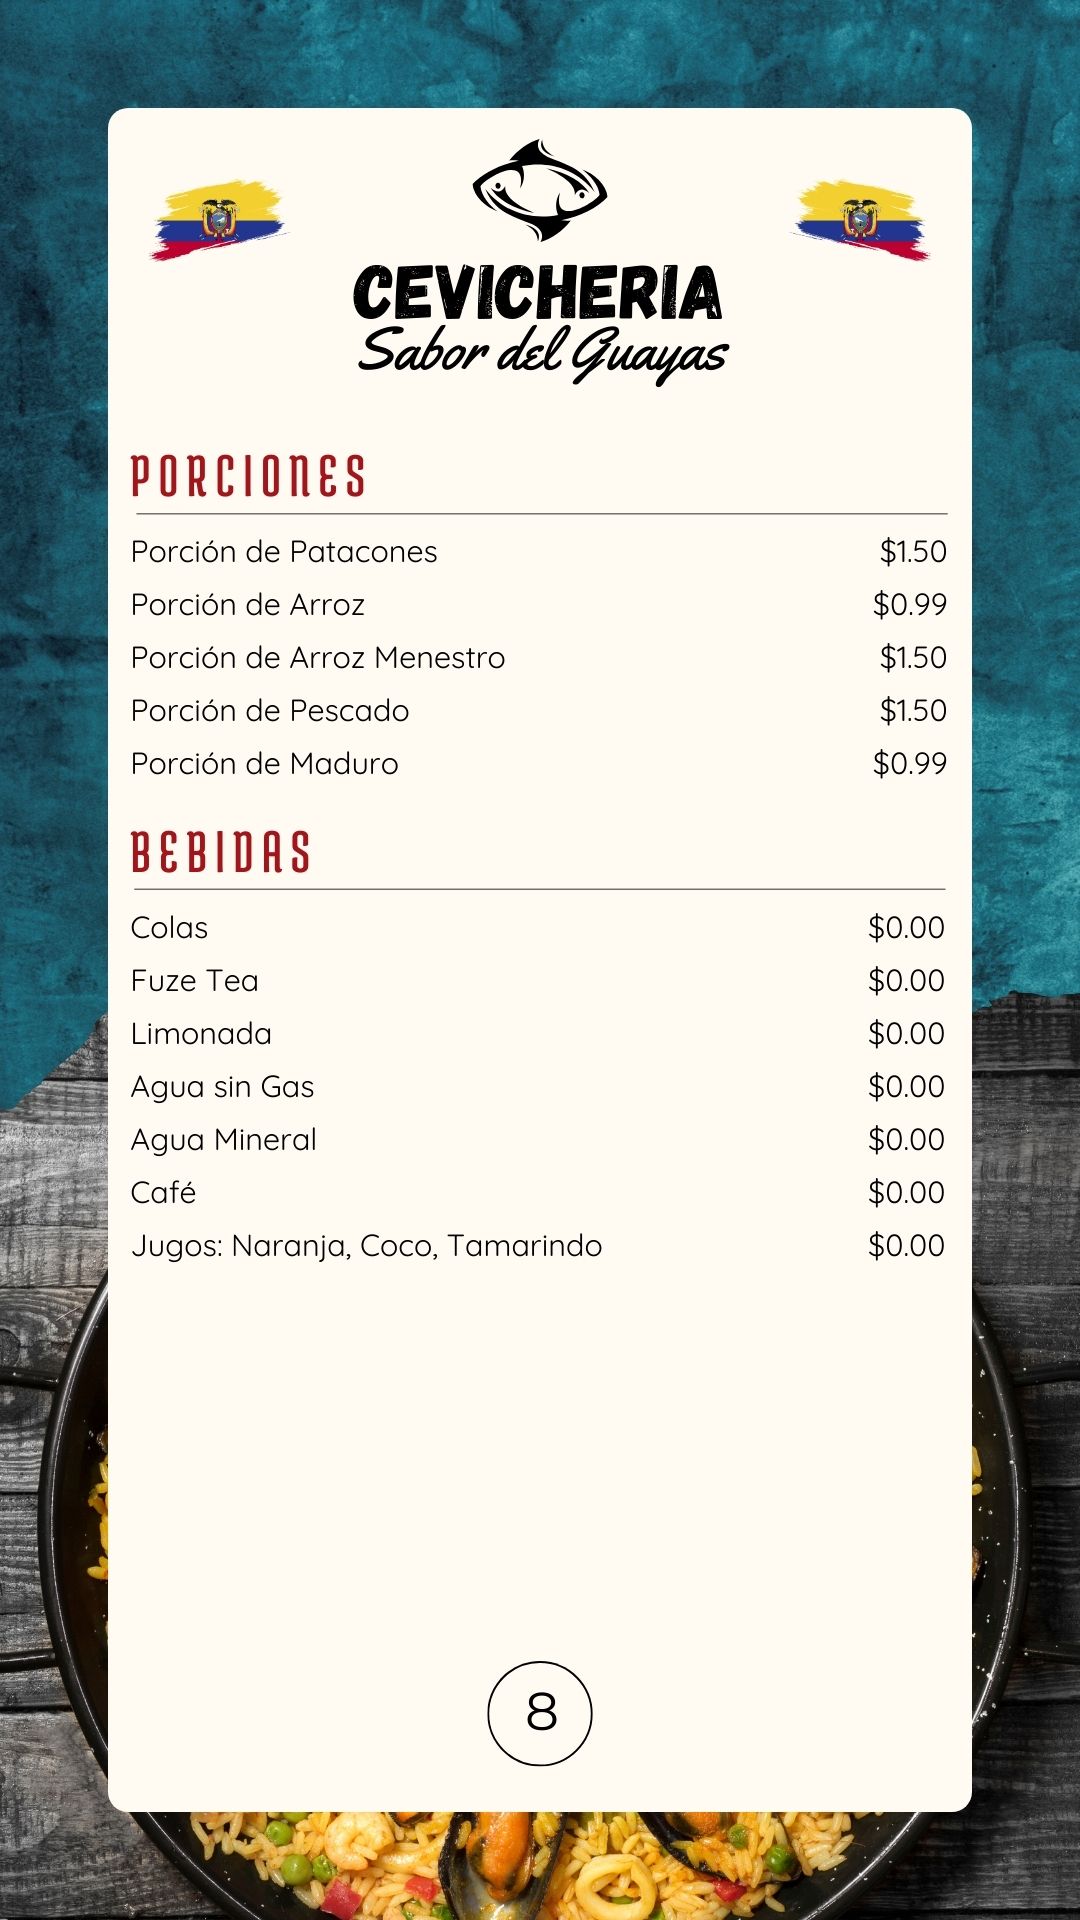 CEVICHERIA
Sabor del Guayas
PORCIONES
Porción de Patacones $1.50
Porción de Arroz $0.99
Porción de Arroz Menestro $1.50
Porción de Pescado $1.50
Porción de Maduro $0.99
BEBIDAS
Colas $0.00
Fuze Tea $0.00
Limonada $0.00
Agua sin Gas $0.00
Agua Mineral $0.00
Café $0.00
Jugos: Naranja, Coco, Tamarindo $0.00
8